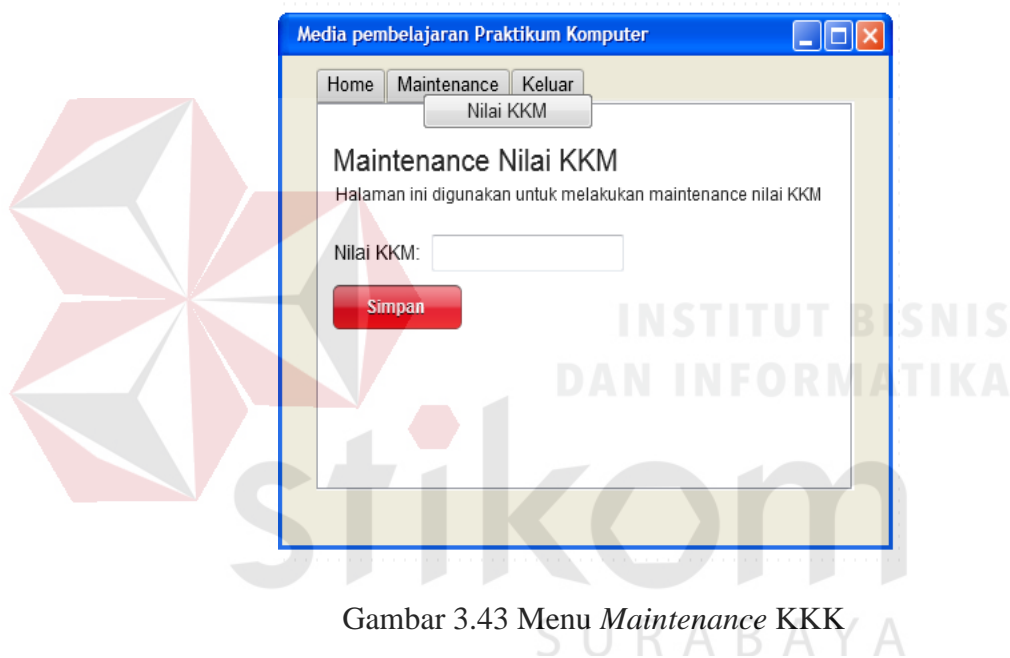 Media pembelajaran Praktikum Komputer
Home Maintenance Keluar
Nilai KKM
Maintenance Nilai KKM
Halaman ini digunakan untuk melakukan maintenance nilai KKM
Nilai KKM:
Simpan
INSTITUT BISNIS
DAN INFORMATIKA
stikom
SURABAYA
Gambar 3.43 Menu Maintenance KKK